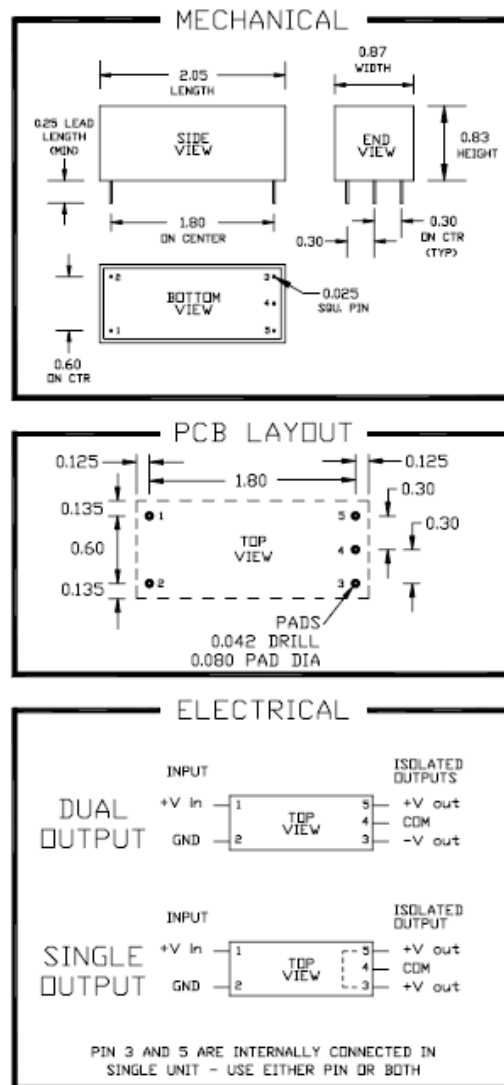 MECHANICAL
2.05
LENGTH
0.87
WIDTH
0.25 LEAD
LENGTH
(MIN)
SIDE
VIEW
END
VIEW
0.83
HEIGHT
1.80
ON CENTER
0.30
0.30
ON CTR
(TYP)
2
3
BOTTOM
VIEW
4
1
5
0.025
SQU. PIN
0.60
ON CTR
PCB LAYOUT
0.125
1.80
0.125
0.135
0.60
0.135
1
2
TOP
VIEW
5
4
3
0.30
0.30
PADS
0.042 DRILL
0.080 PAD DIA
ELECTRICAL
DUAL
OUTPUT
INPUT
ISOLATED
OUTPUTS
+V in 1 5 +V out
TOP
VIEW
4 COM
GND 2 3 -V out
SINGLE
OUTPUT
INPUT
ISOLATED
OUTPUT
+V in 1 5 +V out
TOP
VIEW
4 COM
GND 2 3 +V out
PIN 3 AND 5 ARE INTERNALLY CONNECTED IN
SINGLE UNIT - USE EITHER PIN OR BOTH